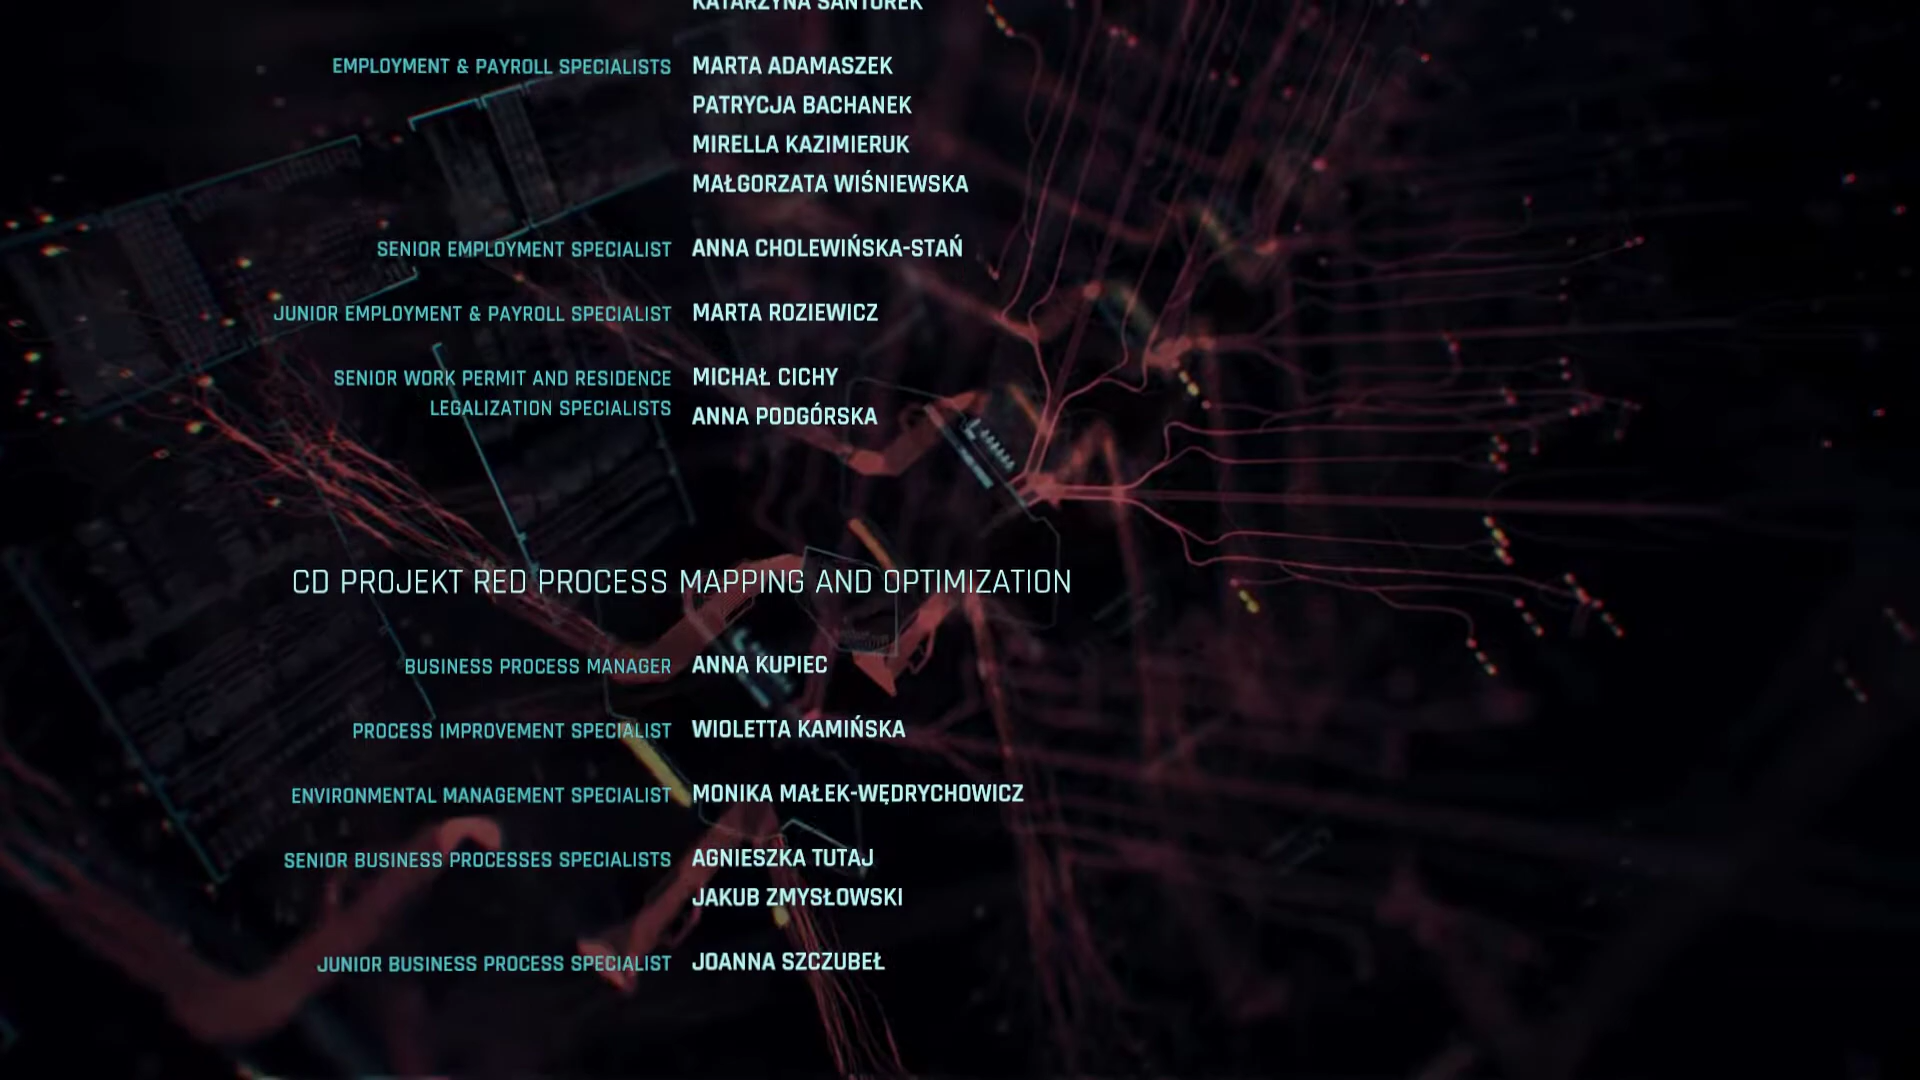 KATARZYNA SANTOREK
EMPLOYMENT & PAYROLL SPECIALISTS MARTA ADAMASZEK
PATRYCJA BACHANEK
MIRELLA KAZIMIERUK
MAŁGORZATA WIŚNIEWSKA
SENIOR EMPLOYMENT SPECIALIST ANNA CHOLEWIŃSKA-STAŃ
JUNIOR EMPLOYMENT & PAYROLL SPECIALIST MARTA ROZIEWICZ
SENIOR WORK PERMIT AND RESIDENCE MICHAŁ CICHY
LEGALIZATION SPECIALISTS ANNA PODGÓRSKA
CD PROJEKT RED PROCESS MAPPING AND OPTIMIZATION
BUSINESS PROCESS MANAGER ANNA KUPIEC
PROCESS IMPROVEMENT SPECIALIST WIOLETTA KAMIŃSKA
ENVIRONMENTAL MANAGEMENT SPECIALIST MONIKA MAŁEK-WĘDRYCHOWICZ
SENIOR BUSINESS PROCESSES SPECIALISTS AGNIESZKA TUTAJ
JAKUB ZMYSŁOWSKI
JUNIOR BUSINESS PROCESS SPECIALIST JOANNA SZCZUBEŁ